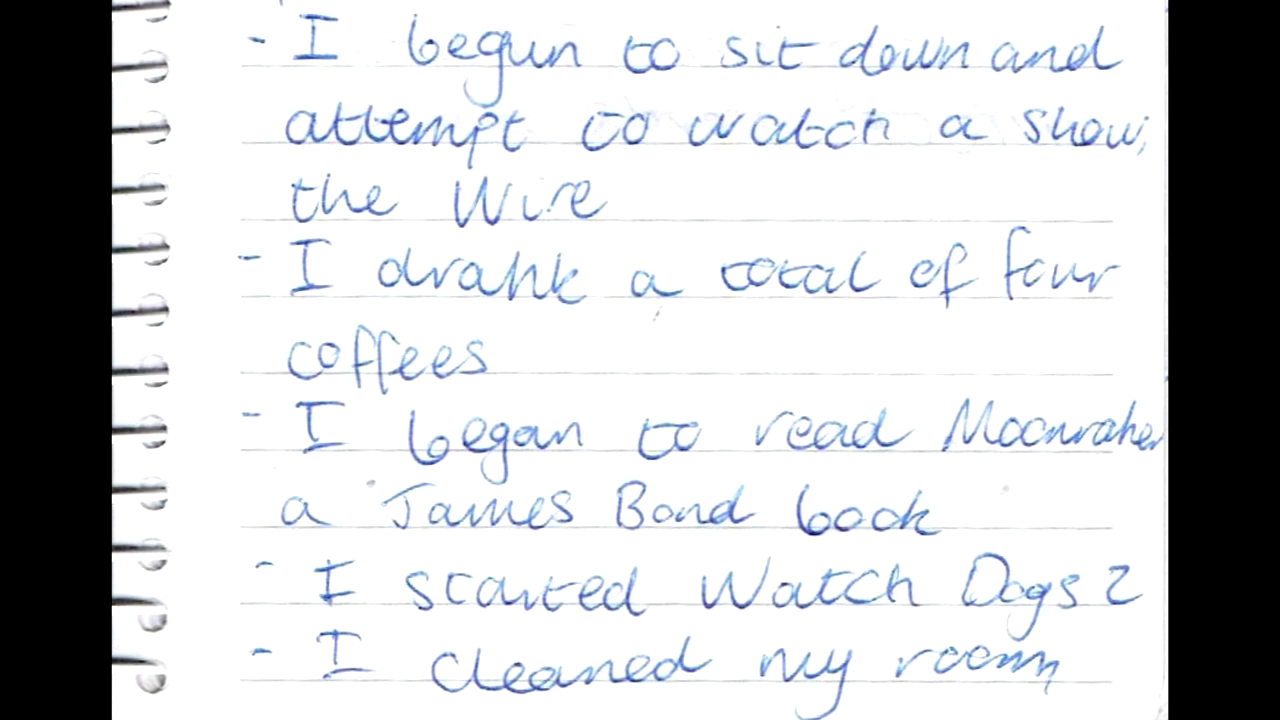 - I begun to sit down and
attempt to watch a show,
the Wire
- I drank a total of four
coffees
- I began to read Moonraker
a James Bond book
- I started Watch Dogs 2
- I cleaned my room